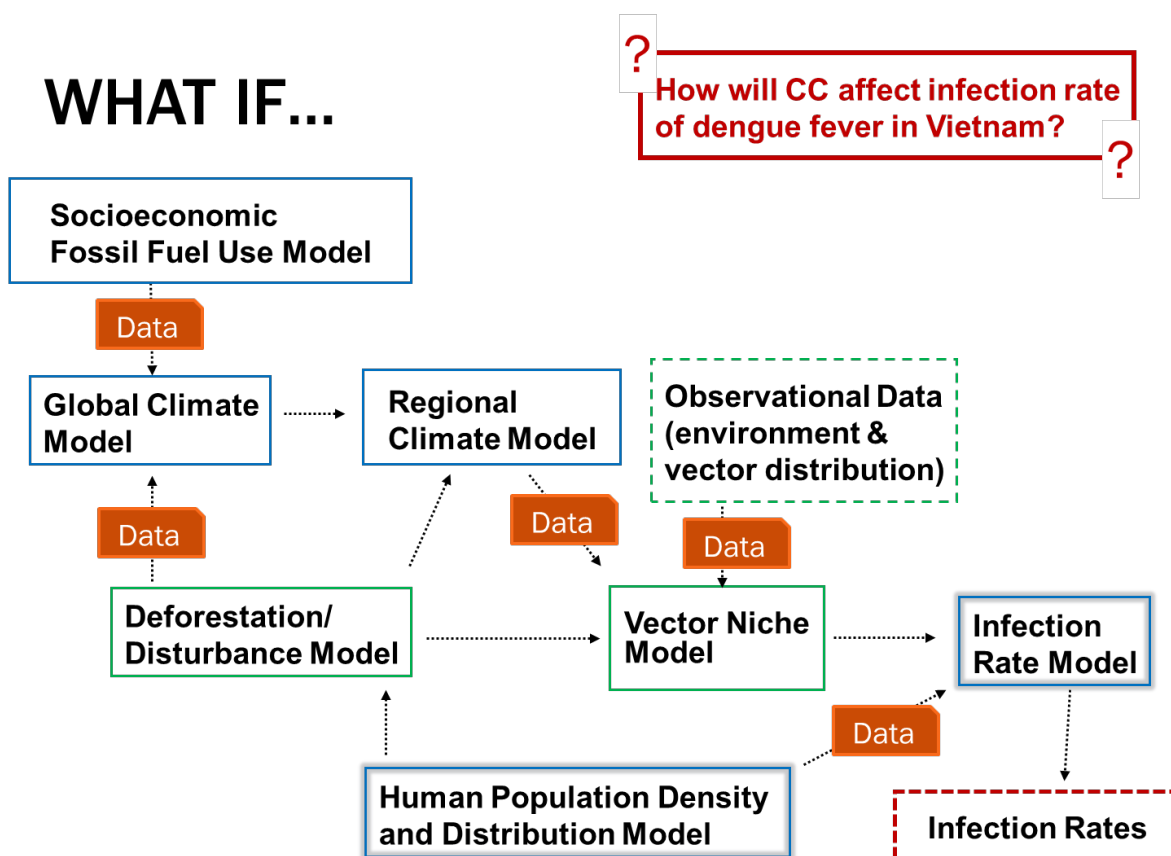 WHAT IF...
?
How will CC affect infection rate
of dengue fever in Vietnam?
?
Socioeconomic
Fossil Fuel Use Model
Data
Global Climate
Model
Regional
Climate Model
Observational Data
(environment &
vector distribution)
Data
Data
Data
Deforestation/
Disturbance Model
Vector Niche
Model
Infection
Rate Model
Data
Human Population Density
and Distribution Model
Infection Rates